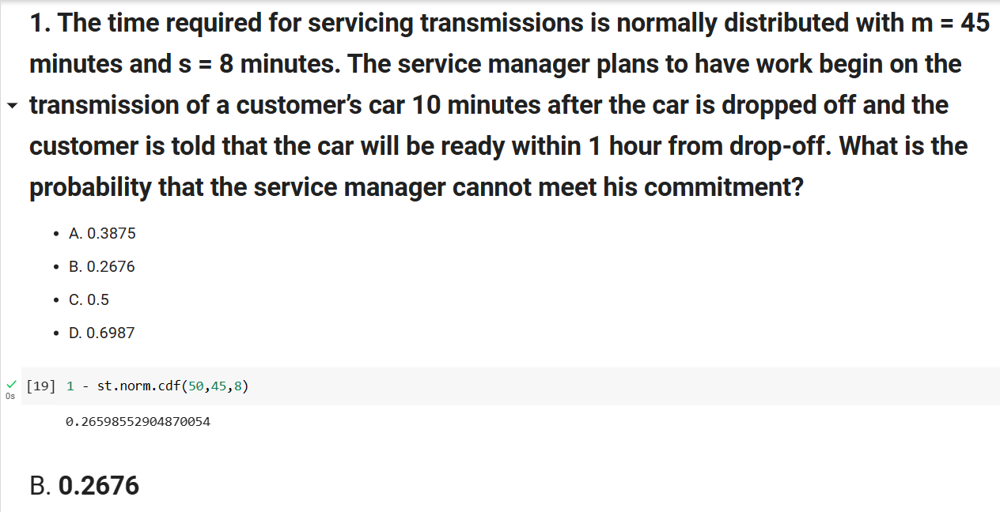 1. The time required for servicing transmissions is normally distributed with m = 45
minutes and s = 8 minutes. The service manager plans to have work begin on the
transmission of a customer’s car 10 minutes after the car is dropped off and the
customer is told that the car will be ready within 1 hour from drop-off. What is the
probability that the service manager cannot meet his commitment?
• A. 0.3875
• B. 0.2676
• C. 0.5
• D. 0.6987
[19] 1 - st.norm.cdf(50,45,8)
0s
0.26598552904870054
B. 0.2676